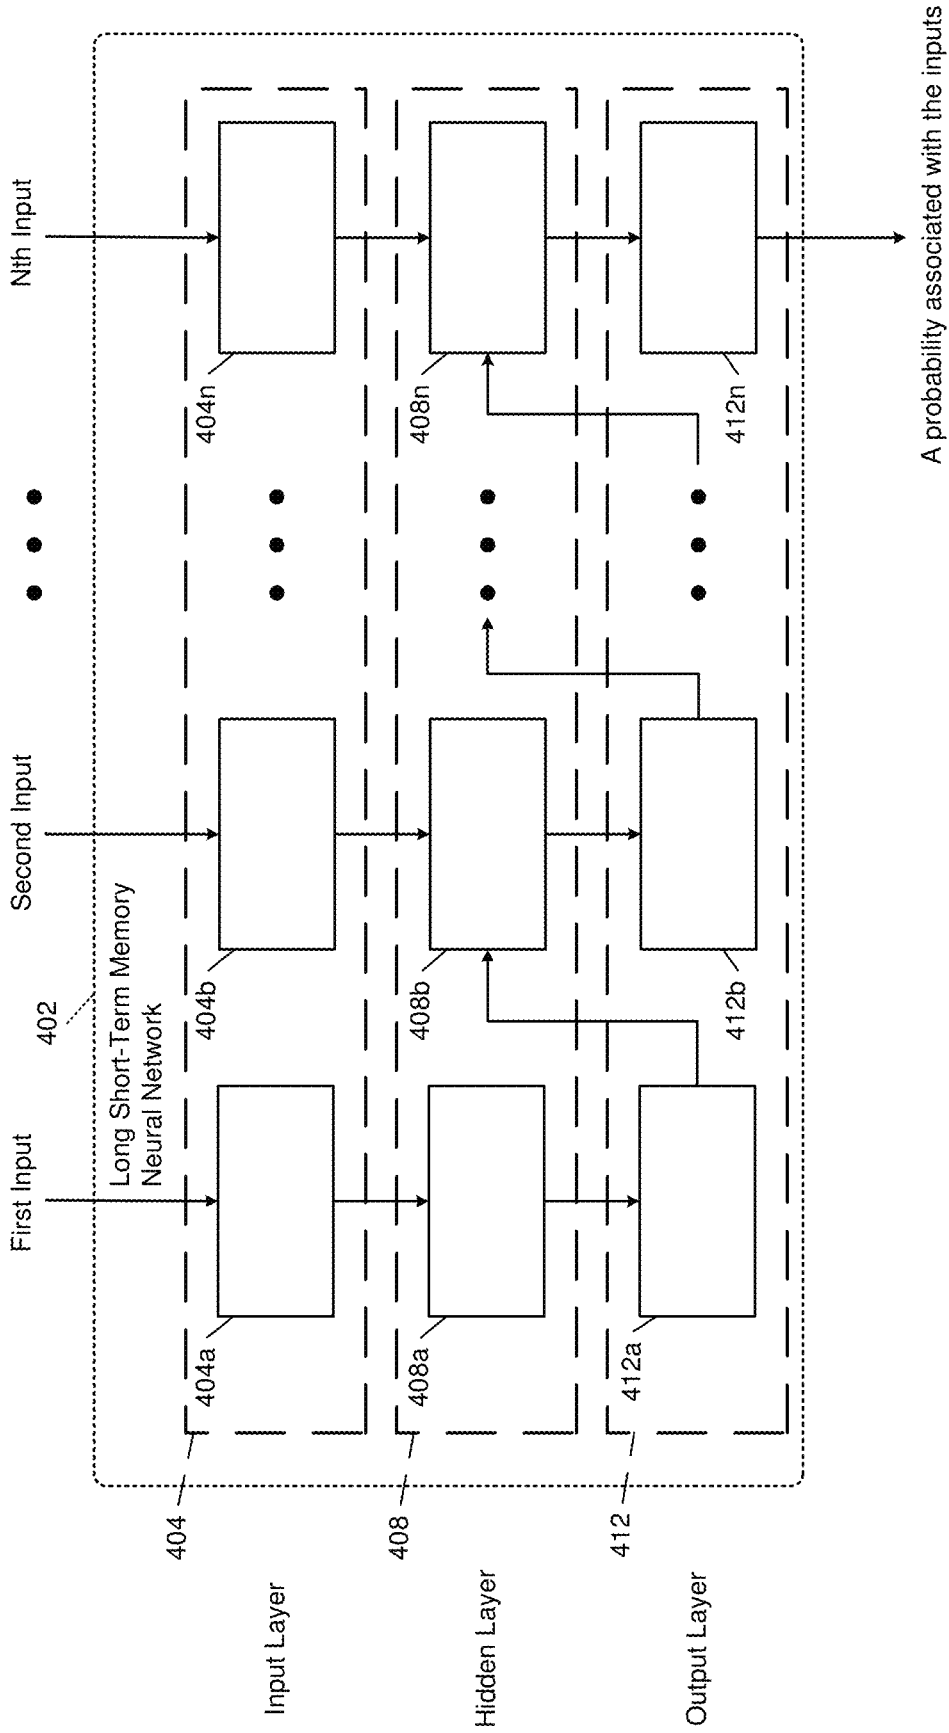 First Input
Second Input
Nth Input
402
Long Short-Term Memory
Neural Network
404
404a
404b
404n
Input Layer
408
408a
408b
408n
Hidden Layer
412
412a
412b
412n
Output Layer
A probability associated with the inputs